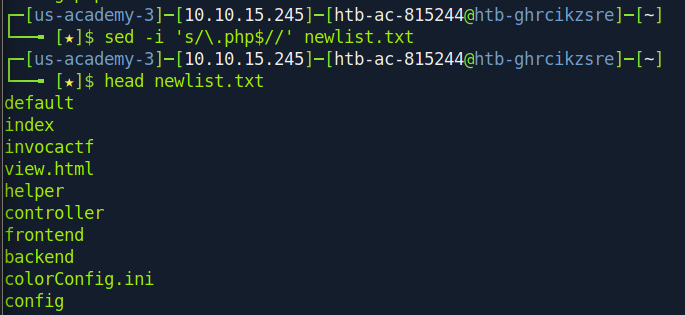 ┌─[us-academy-3]─[10.10.15.245]─[htb-ac-815244@htb-ghrcikzsre]─[~]
└──╼ [★]$ sed -i 's/\.php$//' newlist.txt
┌─[us-academy-3]─[10.10.15.245]─[htb-ac-815244@htb-ghrcikzsre]─[~]
└──╼ [★]$ head newlist.txt
default
index
invocactf
view.html
helper
controller
frontend
backend
colorConfig.ini
config